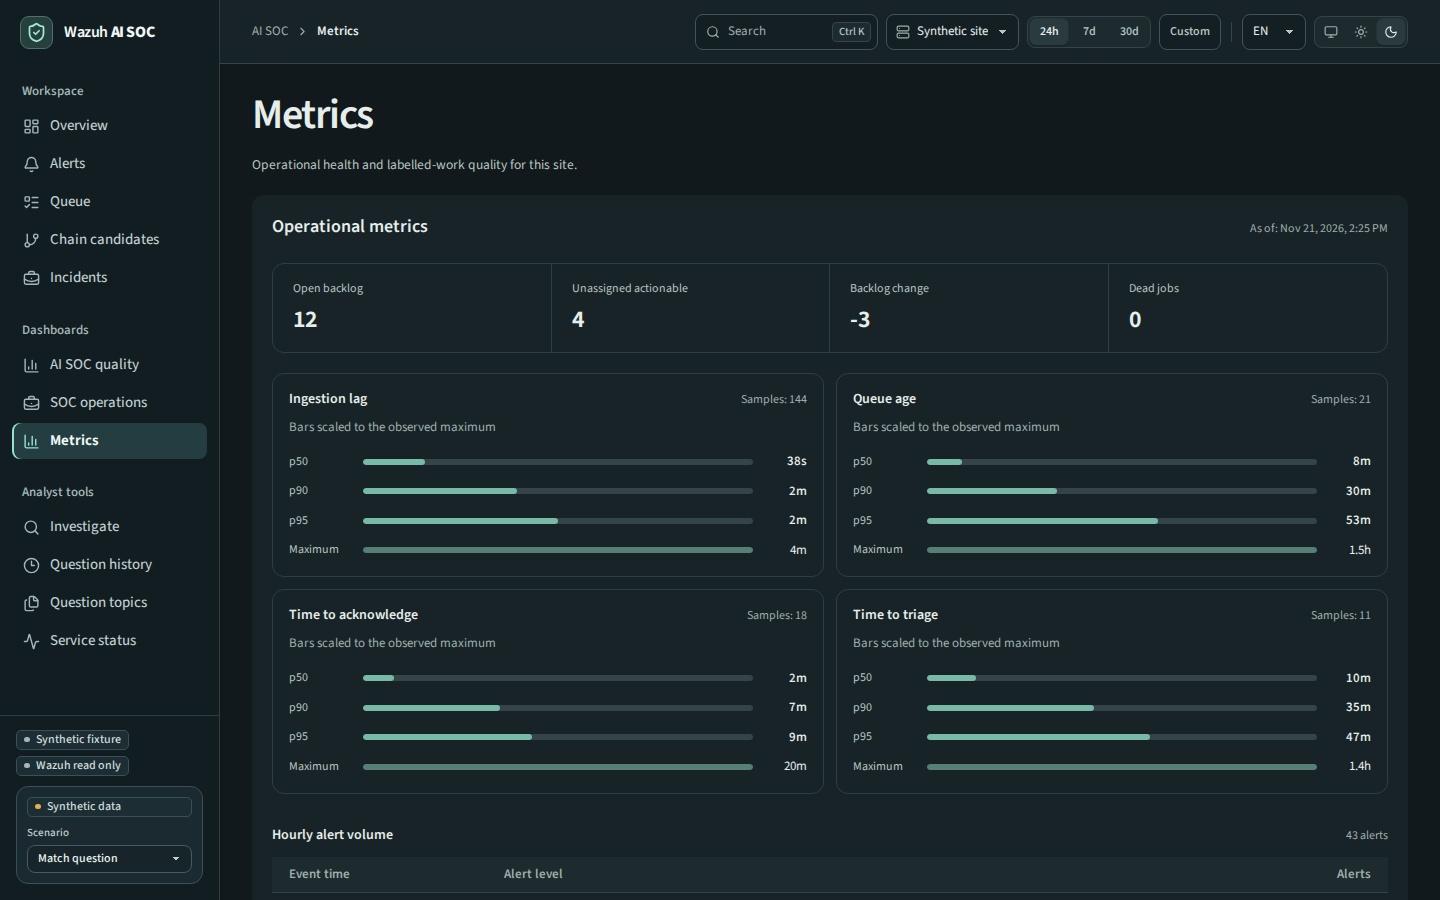 Wazuh AI SOC
AI SOC > Metrics
Search
Ctrl K
Synthetic site
24h
7d
30d
Custom
EN
Workspace
Overview
Alerts
Queue
Chain candidates
Incidents
Dashboards
AI SOC quality
SOC operations
Metrics
Analyst tools
Investigate
Question history
Question topics
Service status
Synthetic fixture
Wazuh read only
Synthetic data
Scenario
Match question
Metrics
Operational health and labelled-work quality for this site.
Operational metrics
As of: Nov 21, 2026, 2:25 PM
Open backlog
12
Unassigned actionable
4
Backlog change
-3
Dead jobs
0
Ingestion lag
Samples: 144
Bars scaled to the observed maximum
p50 38s
p90 2m
p95 2m
Maximum 4m
Queue age
Samples: 21
Bars scaled to the observed maximum
p50 8m
p90 30m
p95 53m
Maximum 1.5h
Time to acknowledge
Samples: 18
Bars scaled to the observed maximum
p50 2m
p90 7m
p95 9m
Maximum 20m
Time to triage
Samples: 11
Bars scaled to the observed maximum
p50 10m
p90 35m
p95 47m
Maximum 1.4h
Hourly alert volume
43 alerts
Event time Alert level Alerts